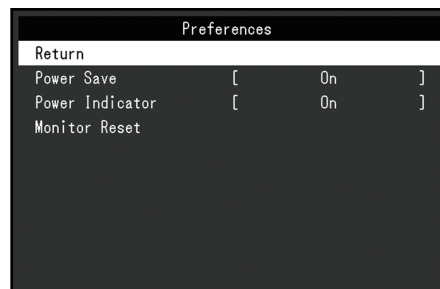 Preferences
Return
Power Save [ On ]
Power Indicator [ On ]
Monitor Reset